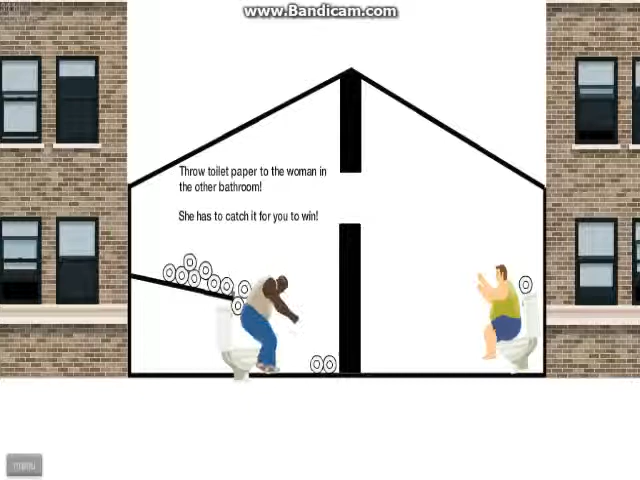 www.Bandicam.com
Throw toilet paper to the woman in
the other bathroom!
She has to catch it for you to win!
menu